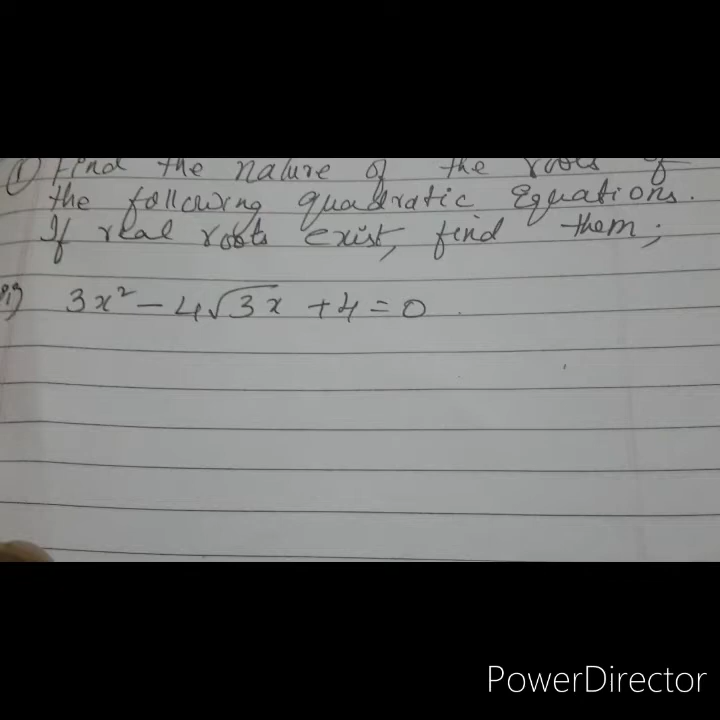 ① Find the nature of the roots of
the following quadratic Equations.
If real roots exist, find them;
ii) 3x² - 4√3x + 4 = 0
PowerDirector